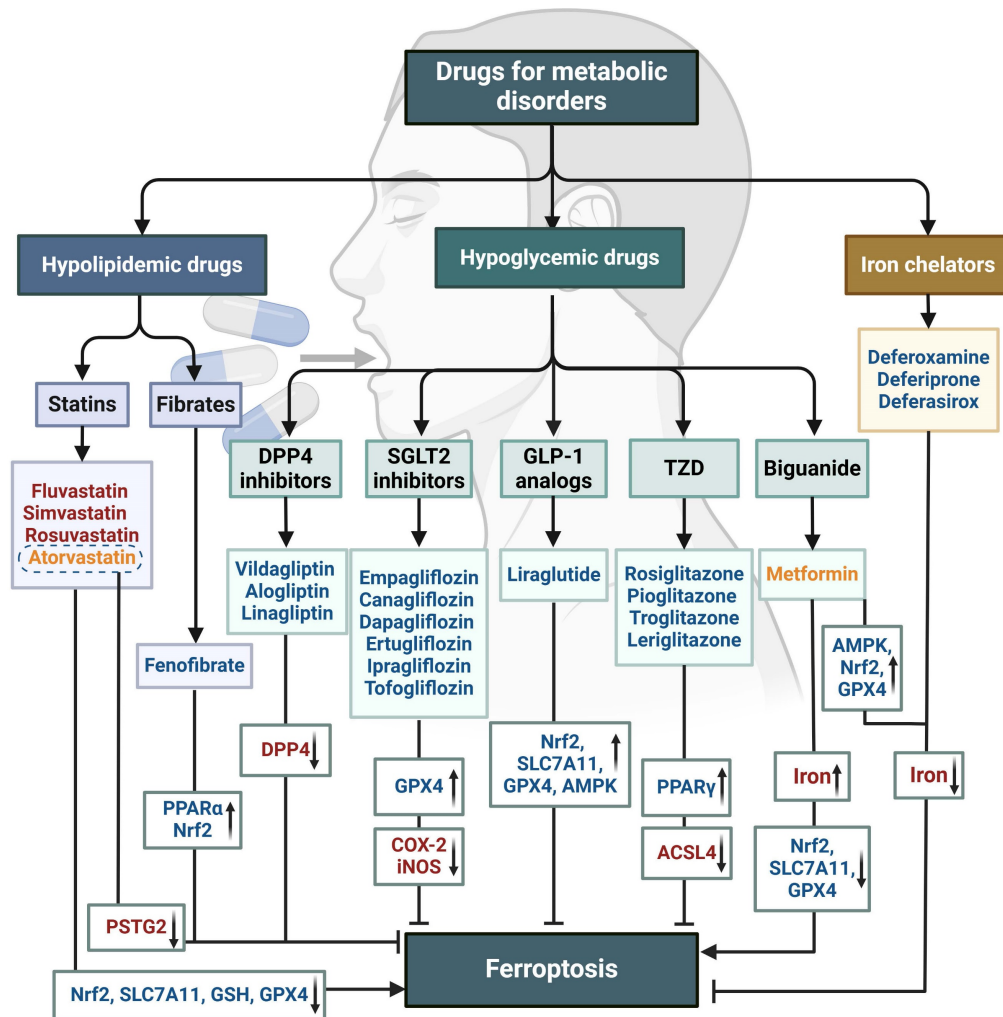 Drugs for metabolic
disorders
Hypolipidemic drugs
Hypoglycemic drugs
Iron chelators
Statins
Fibrates
Deferoxamine
Deferiprone
Deferasirox
DPP4
inhibitors
SGLT2
inhibitors
GLP-1
analogs
TZD
Biguanide
Fluvastatin
Simvastatin
Rosuvastatin
Atorvastatin
Fenofibrate
Vildagliptin
Alogliptin
Linagliptin
Empagliflozin
Canagliflozin
Dapagliflozin
Ertugliflozin
Ipragliflozin
Tofogliflozin
Liraglutide
Rosiglitazone
Pioglitazone
Troglitazone
Leriglitazone
Metformin
AMPK,
Nrf2,
GPX4
DPP4
PPARα
Nrf2
GPX4
COX-2
iNOS
Nrf2,
SLC7A11,
GPX4, AMPK
PPARγ
ACSL4
Iron
Nrf2,
SLC7A11,
GPX4
Iron
PSTG2
Nrf2, SLC7A11, GSH, GPX4
Ferroptosis